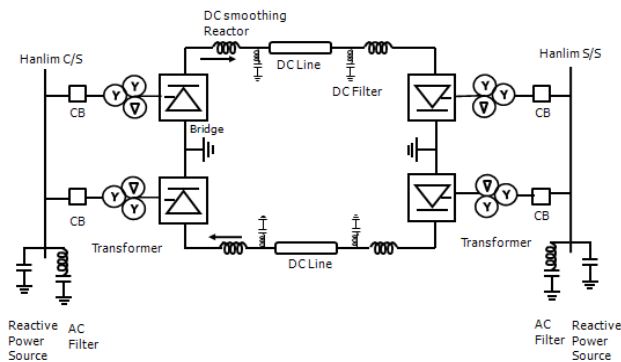 DC smoothing
Reactor
Hanlim C/S
Hanlim S/S
DC Line
DC Filter
Y
Y
Y
Y
CB
CB
Bridge
Y
Y
Y
Y
CB
CB
Transformer
Transformer
DC Line
Reactive
Power
Source
AC
Filter
AC
Filter
Reactive
Power
Source